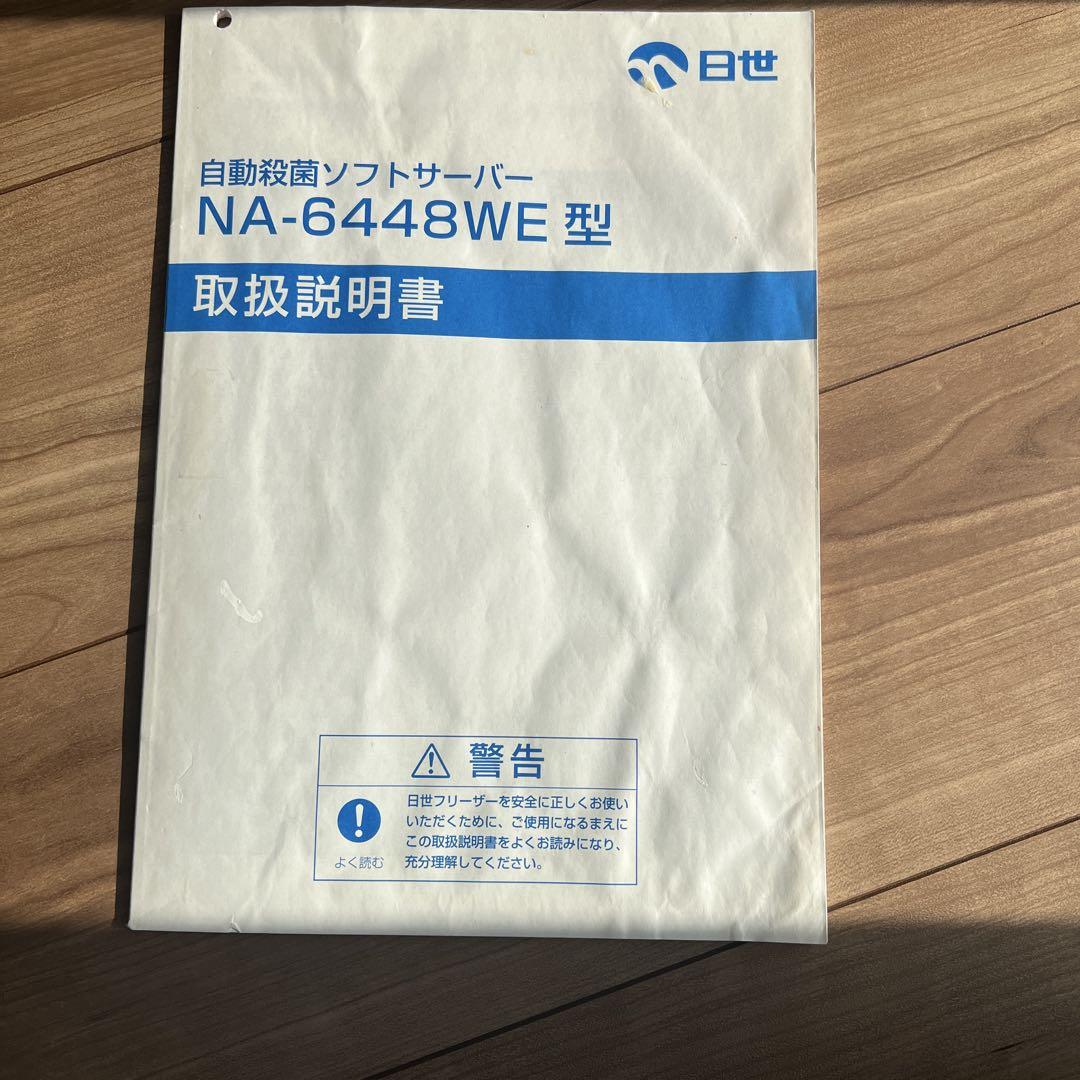 日世
自動殺菌ソフトサーバー
NA-6448WE 型
取扱説明書
警告
日世フリーザーを安全に正しくお使い
いただくために、ご使用になるまえに
この取扱説明書をよくお読みになり、
充分理解してください。
よく読む